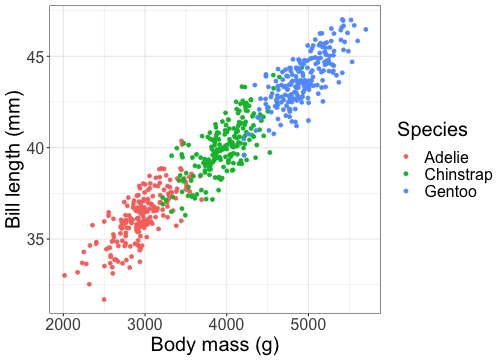 45
40
35
Bill length (mm)
2000 3000 4000 5000
Body mass (g)
Species
Adelie
Chinstrap
Gentoo